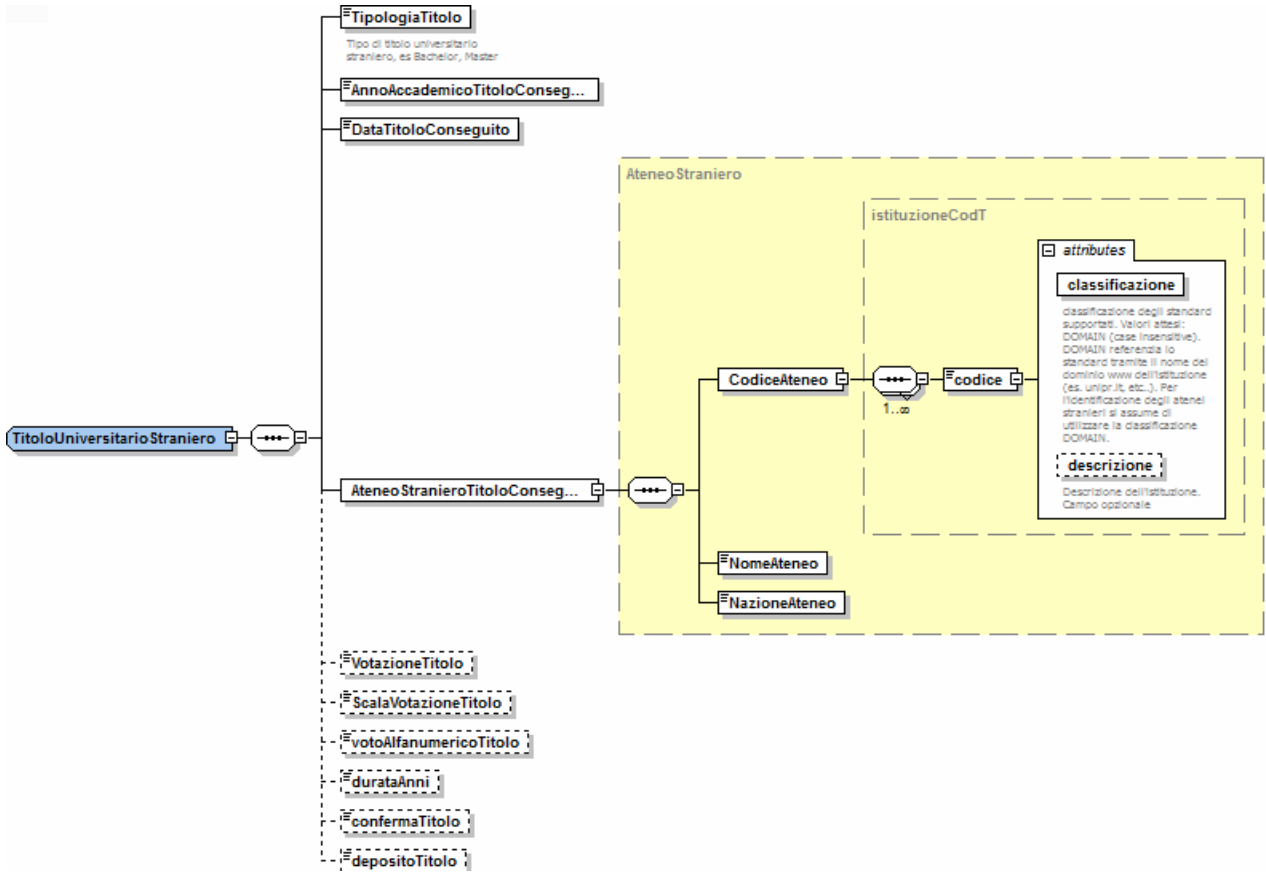 TipologiaTitolo
Tipo di titolo universitario
straniero, es Bachelor, Master
AnnoAccademicoTitoloConseg...
DataTitoloConseguito
AteneoStraniero
istituzioneCodT
attributes
classificazione
classificazione degli standard
supportati. Valori attesi:
DOMAIN (case insensitive).
DOMAIN referenzia lo
standard tramite il nome del
dominio www dell'istituzione
(es. unipr.it, etc..). Per
l'identificazione degli atenei
stranieri si assume di
utilizzare la classificazione
DOMAIN.
CodiceAteneo
codice
1..∞
TitoloUniversitarioStraniero
descrizione
Descrizione dell'istituzione.
Campo opzionale
AteneoStranieroTitoloConseg...
NomeAteneo
NazioneAteneo
VotazioneTitolo
ScalaVotazioneTitolo
votoAlfanumericoTitolo
durataAnni
confermaTitolo
depositoTitolo